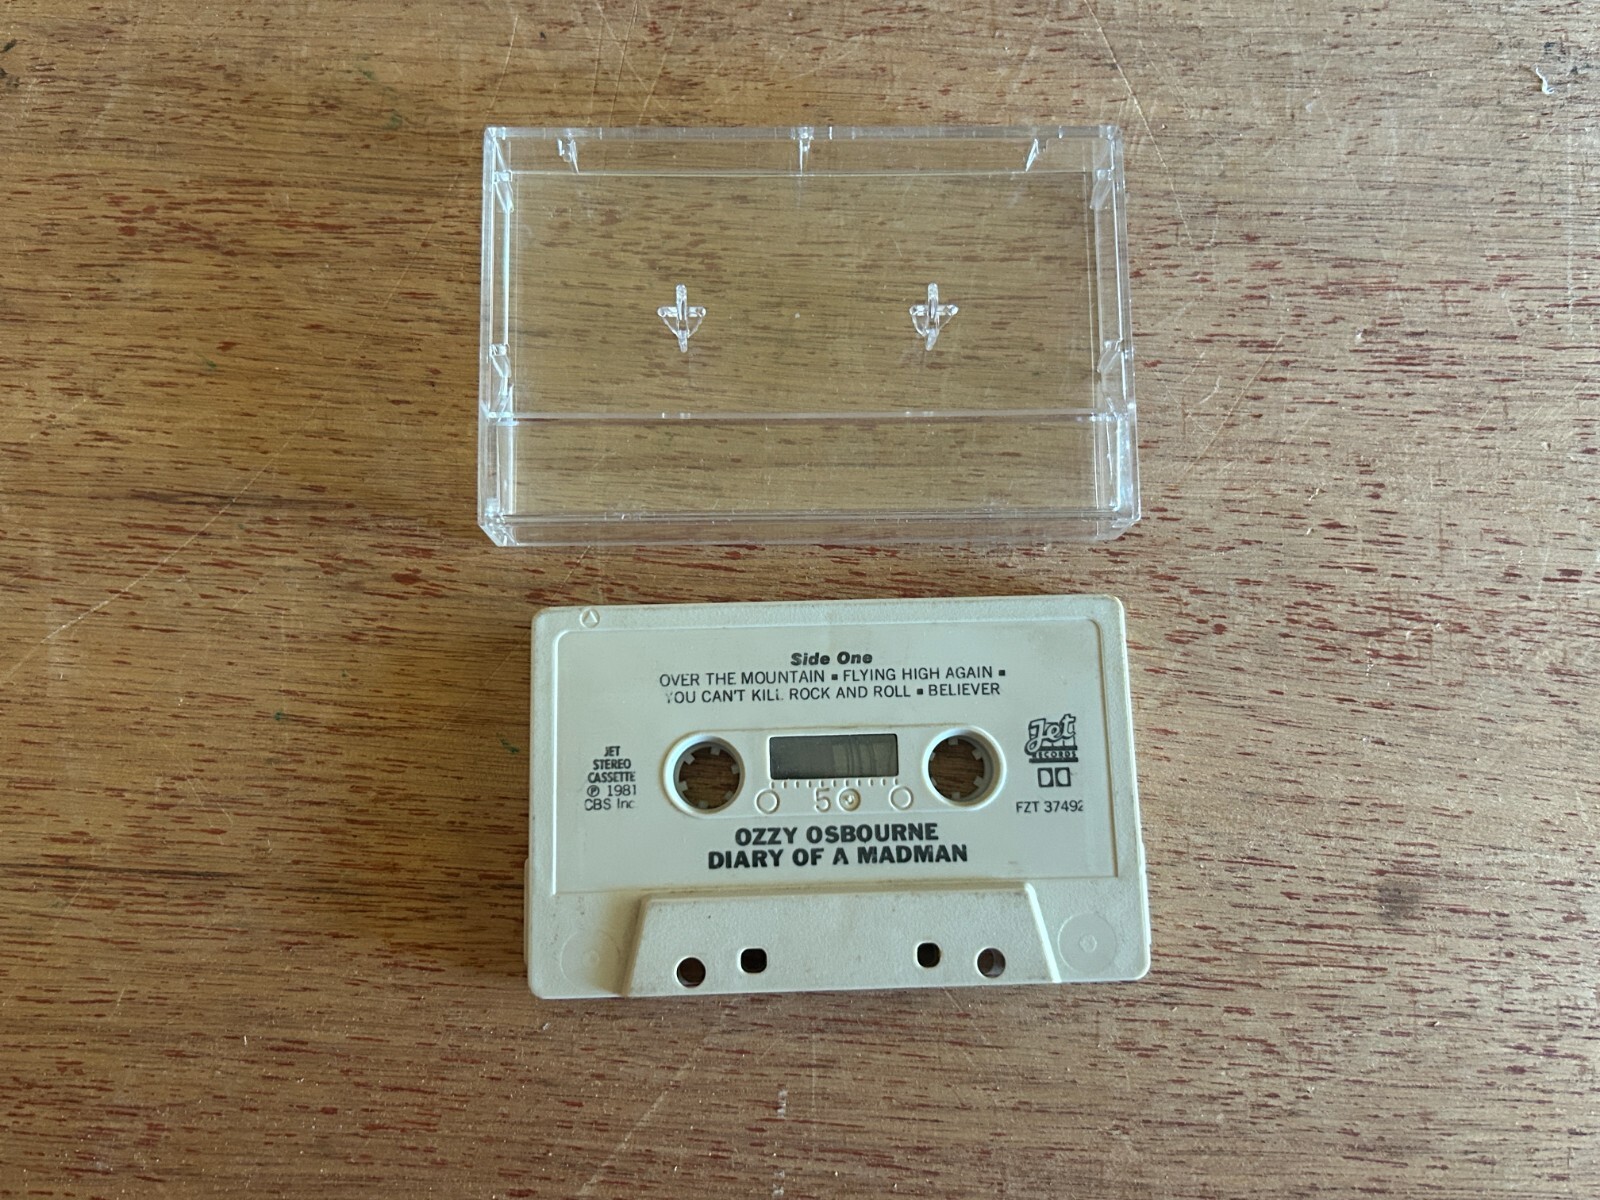 Side One
OVER THE MOUNTAIN ▪ FLYING HIGH AGAIN ▪
YOU CAN'T KILL ROCK AND ROLL ▪ BELIEVER
JET
STEREO
CASSETTE
℗ 1981
CBS Inc.
Jet
RECORDS
FZT 37492
5
OZZY OSBOURNE
DIARY OF A MADMAN